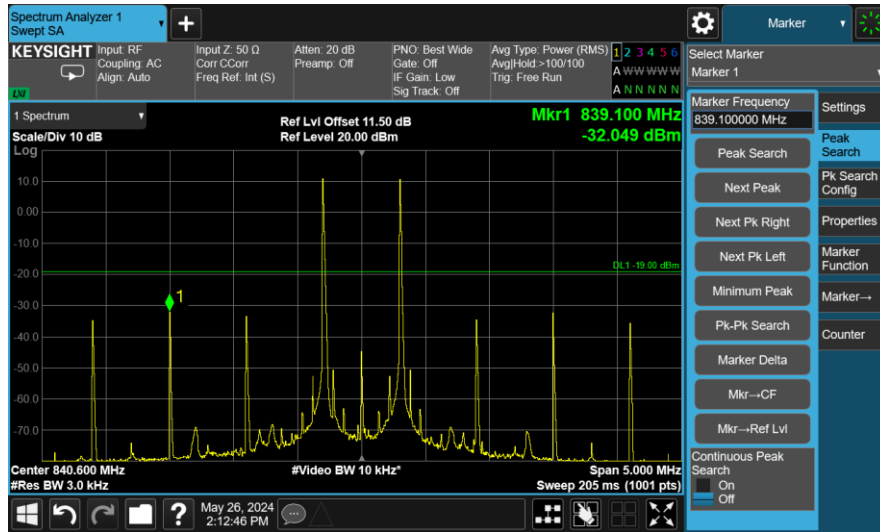 Spectrum Analyzer 1
Swept SA
+
Marker
KEYSIGHT
Input: RF
Coupling: AC
Align: Auto
Input Z: 50 Ω
Corr CCorr
Freq Ref: Int (S)
Atten: 20 dB
Preamp: Off
PNO: Best Wide
Gate: Off
IF Gain: Low
Sig Track: Off
Avg Type: Power (RMS)
Avg|Hold:>100/100
Trig: Free Run
1 2 3 4 5 6
A W W W W W
A N N N N N
LXI
Select Marker
Marker 1
1 Spectrum
Scale/Div 10 dB
Log
Ref Lvl Offset 11.50 dB
Ref Level 20.00 dBm
Mkr1 839.100 MHz
-32.049 dBm
10.0
0.00
-10.0
-20.0
-30.0
-40.0
-50.0
-60.0
-70.0
DL1 -19.00 dBm
1
Center 840.600 MHz
#Res BW 3.0 kHz
#Video BW 10 kHz*
Span 5.000 MHz
Sweep 205 ms (1001 pts)
Marker Frequency
839.100000 MHz
Peak Search
Next Peak
Next Pk Right
Next Pk Left
Minimum Peak
Pk-Pk Search
Marker Delta
Mkr→CF
Mkr→Ref Lvl
Continuous Peak
Search
On
Off
Settings
Peak
Search
Pk Search
Config
Properties
Marker
Function
Marker→
Counter
?
May 26, 2024
2:12:46 PM